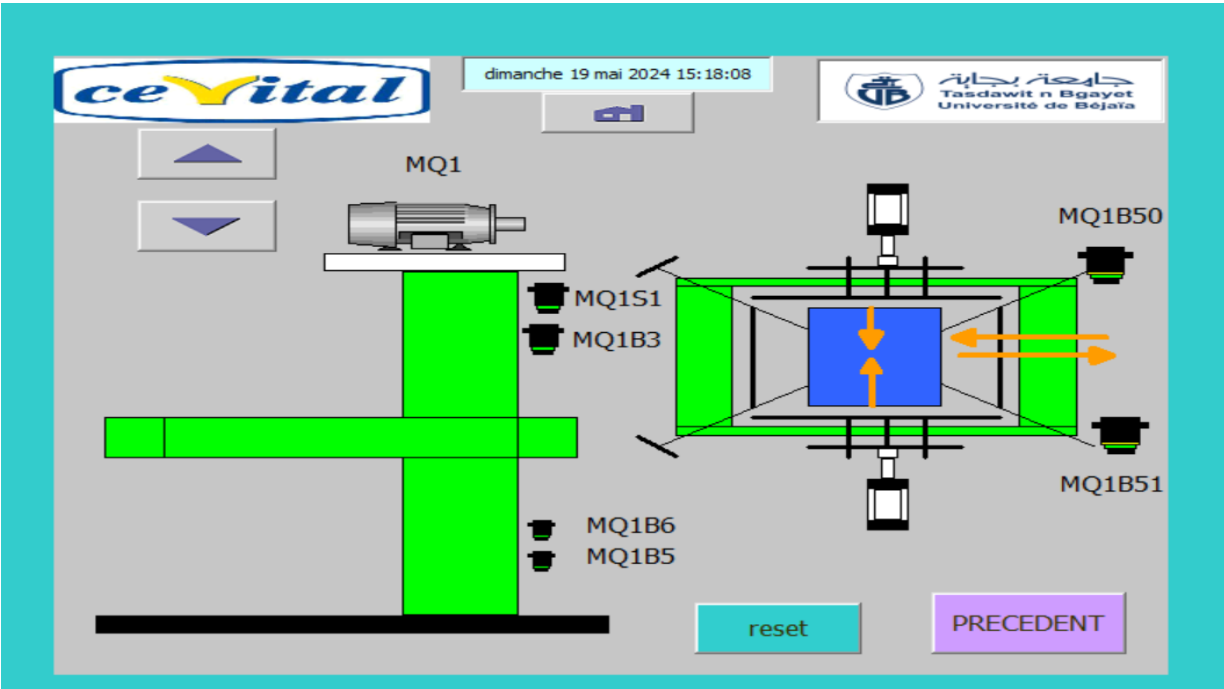 cevital
dimanche 19 mai 2024 15:18:08
UB
جامعة بجاية
Tasdawit n Bgayet
Université de Béjaïa
MQ1
MQ1B50
MQ1S1
MQ1B3
MQ1B51
MQ1B6
MQ1B5
reset
PRECEDENT